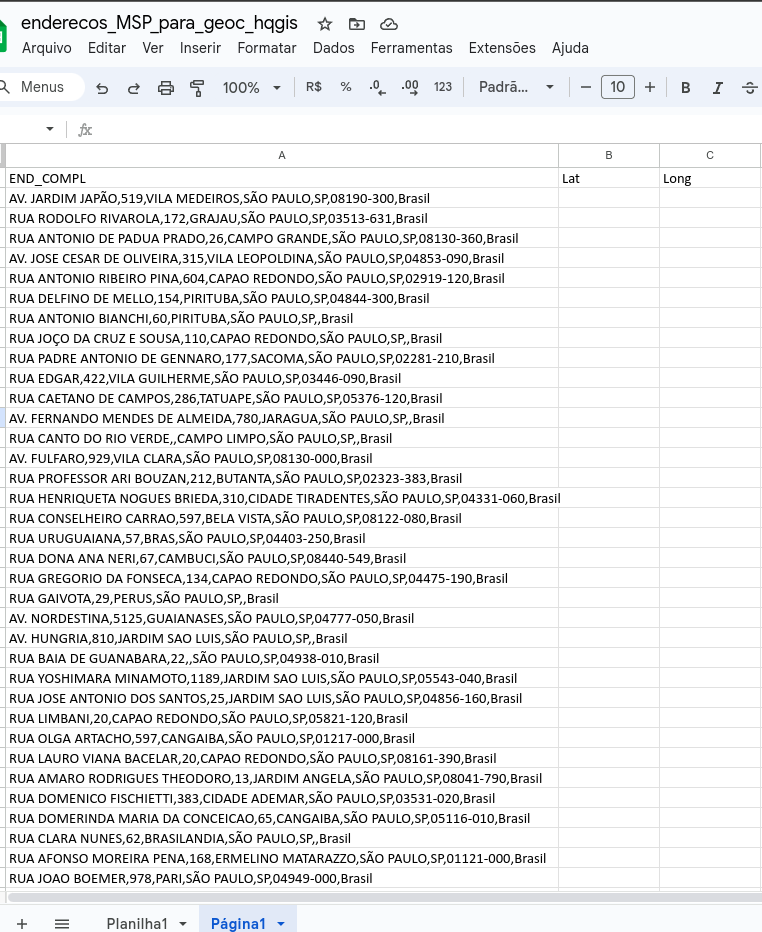 enderecos_MSP_para_geoc_hqgis
Arquivo Editar Ver Inserir Formatar Dados Ferramentas Extensões Ajuda
Menus 100% R$ % .0 .00 123 Padrã... 10 B I S
fx
A B C
END_COMPL Lat Long
AV. JARDIM JAPÃO,519,VILA MEDEIROS,SÃO PAULO,SP,08190-300,Brasil
RUA RODOLFO RIVAROLA,172,GRAJAU,SÃO PAULO,SP,03513-631,Brasil
RUA ANTONIO DE PADUA PRADO,26,CAMPO GRANDE,SÃO PAULO,SP,08130-360,Brasil
AV. JOSE CESAR DE OLIVEIRA,315,VILA LEOPOLDINA,SÃO PAULO,SP,04853-090,Brasil
RUA ANTONIO RIBEIRO PINA,604,CAPAO REDONDO,SÃO PAULO,SP,02919-120,Brasil
RUA DELFINO DE MELLO,154,PIRITUBA,SÃO PAULO,SP,04844-300,Brasil
RUA ANTONIO BIANCHI,60,PIRITUBA,SÃO PAULO,SP,,Brasil
RUA JOÇO DA CRUZ E SOUSA,110,CAPAO REDONDO,SÃO PAULO,SP,,Brasil
RUA PADRE ANTONIO DE GENNARO,177,SACOMA,SÃO PAULO,SP,02281-210,Brasil
RUA EDGAR,422,VILA GUILHERME,SÃO PAULO,SP,03446-090,Brasil
RUA CAETANO DE CAMPOS,286,TATUAPE,SÃO PAULO,SP,05376-120,Brasil
AV. FERNANDO MENDES DE ALMEIDA,780,JARAGUA,SÃO PAULO,SP,,Brasil
RUA CANTO DO RIO VERDE,,CAMPO LIMPO,SÃO PAULO,SP,,Brasil
AV. FULFARO,929,VILA CLARA,SÃO PAULO,SP,08130-000,Brasil
RUA PROFESSOR ARI BOUZAN,212,BUTANTA,SÃO PAULO,SP,02323-383,Brasil
RUA HENRIQUETA NOGUES BRIEDA,310,CIDADE TIRADENTES,SÃO PAULO,SP,04331-060,Brasil
RUA CONSELHEIRO CARRAO,597,BELA VISTA,SÃO PAULO,SP,08122-080,Brasil
RUA URUGUAIANA,57,BRAS,SÃO PAULO,SP,04403-250,Brasil
RUA DONA ANA NERI,67,CAMBUCI,SÃO PAULO,SP,08440-549,Brasil
RUA GREGORIO DA FONSECA,134,CAPAO REDONDO,SÃO PAULO,SP,04475-190,Brasil
RUA GAIVOTA,29,PERUS,SÃO PAULO,SP,,Brasil
AV. NORDESTINA,5125,GUAIANASES,SÃO PAULO,SP,04777-050,Brasil
AV. HUNGRIA,810,JARDIM SAO LUIS,SÃO PAULO,SP,,Brasil
RUA BAIA DE GUANABARA,22,,SÃO PAULO,SP,04938-010,Brasil
RUA YOSHIMARA MINAMOTO,1189,JARDIM SAO LUIS,SÃO PAULO,SP,05543-040,Brasil
RUA JOSE ANTONIO DOS SANTOS,25,JARDIM SAO LUIS,SÃO PAULO,SP,04856-160,Brasil
RUA LIMBANI,20,CAPAO REDONDO,SÃO PAULO,SP,05821-120,Brasil
RUA OLGA ARTACHO,597,CANGAIBA,SÃO PAULO,SP,01217-000,Brasil
RUA LAURO VIANA BACELAR,20,CAPAO REDONDO,SÃO PAULO,SP,08161-390,Brasil
RUA AMARO RODRIGUES THEODORO,13,JARDIM ANGELA,SÃO PAULO,SP,08041-790,Brasil
RUA DOMENICO FISCHIETTI,383,CIDADE ADEMAR,SÃO PAULO,SP,03531-020,Brasil
RUA DOMERINDA MARIA DA CONCEICAO,65,CANGAIBA,SÃO PAULO,SP,05116-010,Brasil
RUA CLARA NUNES,62,BRASILANDIA,SÃO PAULO,SP,,Brasil
RUA AFONSO MOREIRA PENA,168,ERMELINO MATARAZZO,SÃO PAULO,SP,01121-000,Brasil
RUA JOAO BOEMER,978,PARI,SÃO PAULO,SP,04949-000,Brasil
Planilha1 Página1